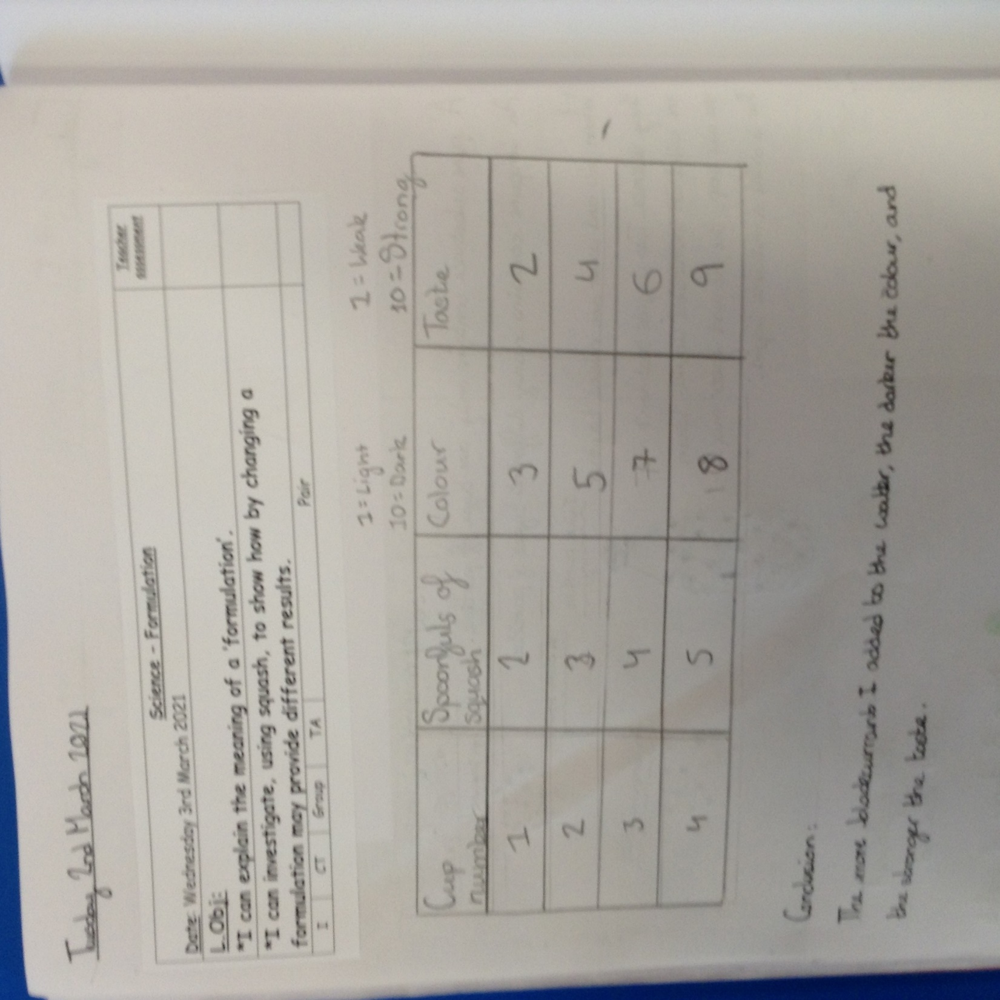 Tuesday 2nd March 2021
Science - Formulation
Teacher
assessment
Date: Wednesday 3rd March 2021
L.Obj:
*I can explain the meaning of a 'formulation'.
*I can investigate, using squash, to show how by changing a
formulation may provide different results.
I CT Group TA Pair
1 = Light 1 = Weak
10 = Dark 10 = Strong
Cup Spoonfuls of Colour Taste
number squash
1 2 3 2
2 3 5 4
3 4 7 6
4 5 8 9
Conclusion:
The more blackcurrant I added to the water, the darker the colour, and
the stronger the taste.